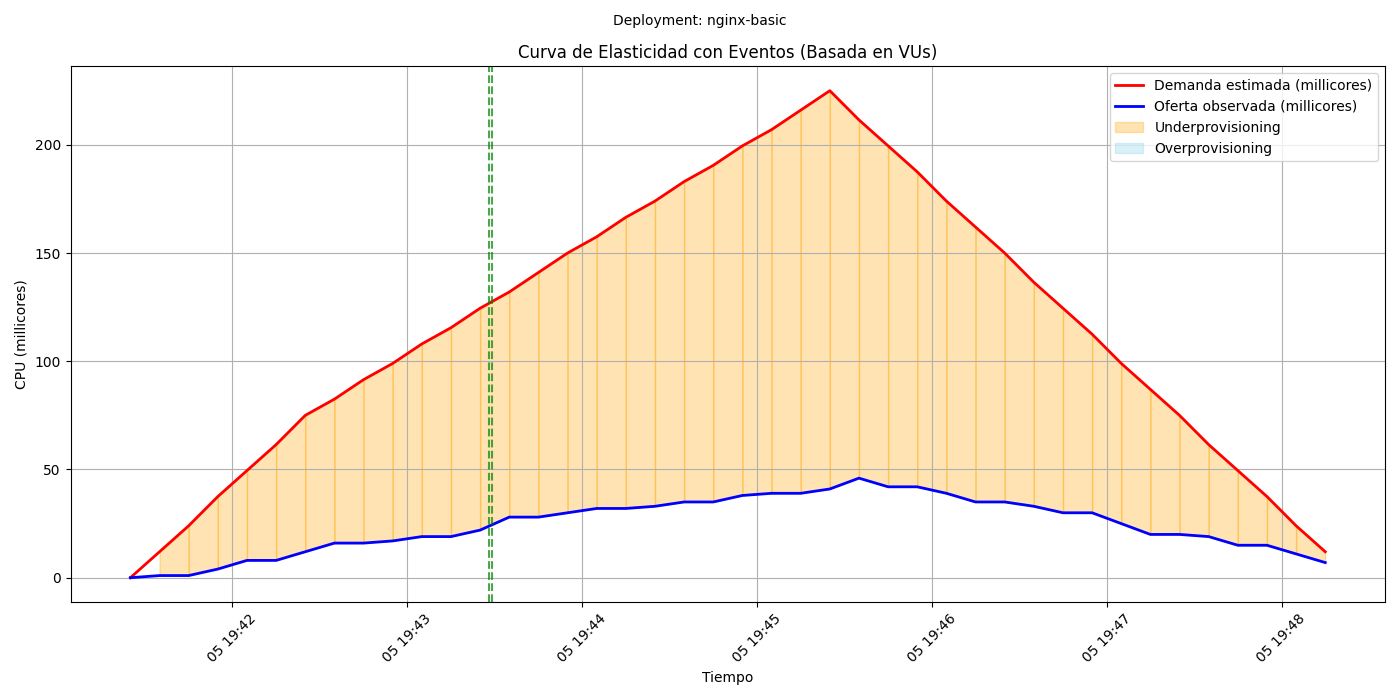 Deployment: nginx-basic
Curva de Elasticidad con Eventos (Basada en VUs)
Demanda estimada (millicores)
Oferta observada (millicores)
Underprovisioning
Overprovisioning
CPU (millicores)
200
150
100
50
0
05 19:42
05 19:43
05 19:44
05 19:45
05 19:46
05 19:47
05 19:48
Tiempo